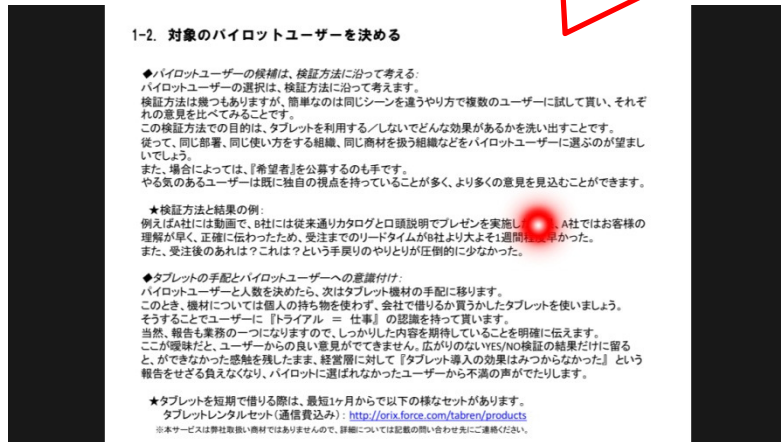 1-2. 対象のパイロットユーザーを決める
◆パイロットユーザーの候補は、検証方法に沿って考える:
パイロットユーザーの選択は、検証方法に沿って考えます。
検証方法は幾つもありますが、簡単なのは同じシーンを違うやり方で複数のユーザーに試して貰い、それぞ
れの意見を比べてみることです。
この検証方法での目的は、タブレットを利用する／しないでどんな効果があるかを洗い出すことです。
従って、同じ部署、同じ使い方をする組織、同じ商材を扱う組織などをパイロットユーザーに選ぶのが望まし
いでしょう。
また、場合によっては、『希望者』を公募するのも手です。
やる気のあるユーザーは既に独自の視点を持っていることが多く、より多くの意見を見込むことができます。
★検証方法と結果の例:
例えばA社には動画で、B社には従来通りカタログと口頭説明でプレゼンを実施し、A社ではお客様の
理解が早く、正確に伝わったため、受注までのリードタイムがB社より大よそ1週間早かった。
また、受注後のあれは？これは？という手戻りのやりとりが圧倒的に少なかった。
◆タブレットの手配とパイロットユーザーへの意識付け:
パイロットユーザーと人数を決めたら、次はタブレット機材の手配に移ります。
このとき、機材については個人の持ち物を使わず、会社で借りるか買うかしたタブレットを使いましょう。
そうすることでユーザーに 『トライアル ＝ 仕事』 の認識を持って貰います。
当然、報告も業務の一つになりますので、しっかりした内容を期待していることを明確に伝えます。
ここが曖昧だと、ユーザーからの良い意見がでてきません。広がりのないYES/NO検証の結果だけに留る
と、ができなかった感触を残したまま、経営層に対して『タブレット導入の効果はみつからなかった』 という
報告をせざる負えなくなり、パイロットに選ばれなかったユーザーから不満の声がでたりします。
★タブレットを短期で借りる際は、最短1ヶ月からで以下の様なセットがあります。
タブレットレンタルセット（通信費込み）: http://orix.force.com/tabren/products
※本サービスは弊社取扱い商材ではありませんので、詳細については記載の問い合わせ先にご連絡ください。